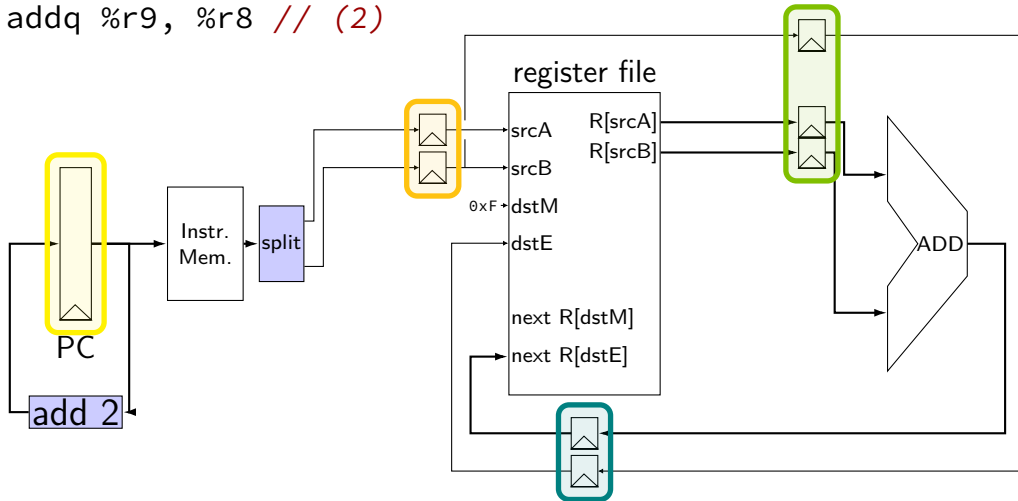 addq %r9, %r8 // (2)
register file
srcA
R[srcA]
srcB
R[srcB]
0xF
dstM
dstE
Instr.
Mem.
split
ADD
next R[dstM]
next R[dstE]
PC
add 2